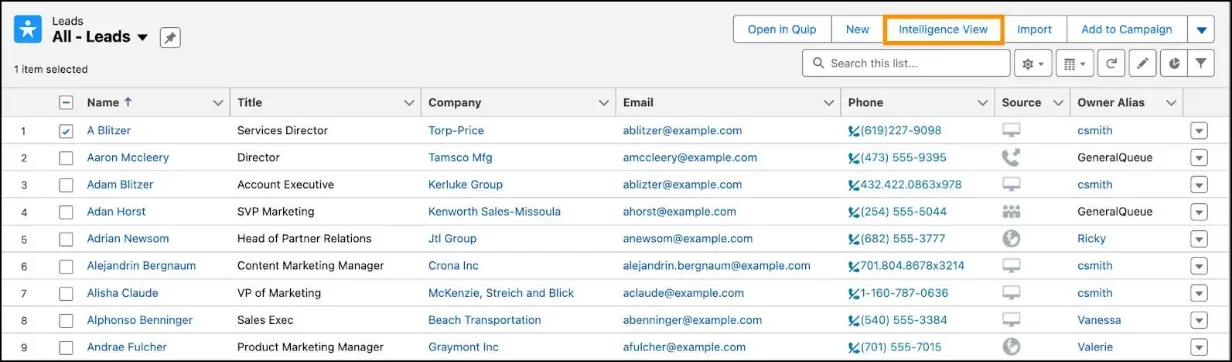 Leads
All - Leads
1 item selected
Open in Quip New Intelligence View Import Add to Campaign
Search this list...
Name Title Company Email Phone Source Owner Alias
1 A Blitzer Services Director Torp-Price ablitzer@example.com (619)227-9098 csmith
2 Aaron Mccleery Director Tamsco Mfg amccleery@example.com (473) 555-9395 GeneralQueue
3 Adam Blitzer Account Executive Kerluke Group ablizter@example.com 432.422.0863x978 csmith
4 Adan Horst SVP Marketing Kenworth Sales-Missoula ahorst@example.com (254) 555-5044 GeneralQueue
5 Adrian Newsom Head of Partner Relations Jtl Group anewsom@example.com (682) 555-3777 Ricky
6 Alejandrin Bergnaum Content Marketing Manager Crona Inc alejandrin.bergnaum@example.com 701.804.8678x3214 csmith
7 Alisha Claude VP of Marketing McKenzie, Streich and Blick aclaude@example.com 1-160-787-0636 csmith
8 Alphonso Benninger Sales Exec Beach Transportation abenninger@example.com (540) 555-3384 Vanessa
9 Andrae Fulcher Product Marketing Manager Graymont Inc afulcher@example.com (701) 555-7015 Valerie